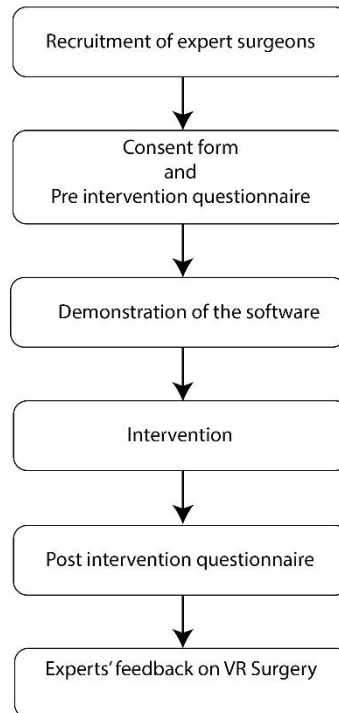 Recruitment of expert surgeons
Consent form
and
Pre intervention questionnaire
Demonstration of the software
Intervention
Post intervention questionnaire
Experts' feedback on VR Surgery